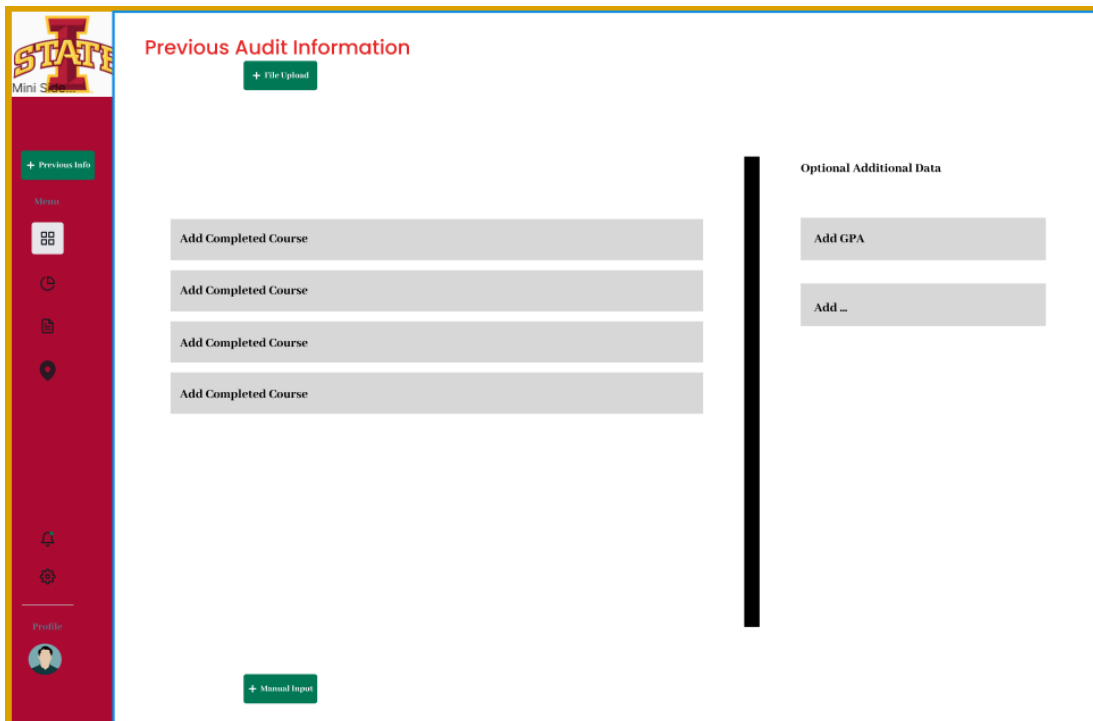 STATE
Mini Side...
+ Previous Info
Menu
Profile
Previous Audit Information
+ File Upload
Add Completed Course
Add Completed Course
Add Completed Course
Add Completed Course
+ Manual Input
Optional Additional Data
Add GPA
Add ...